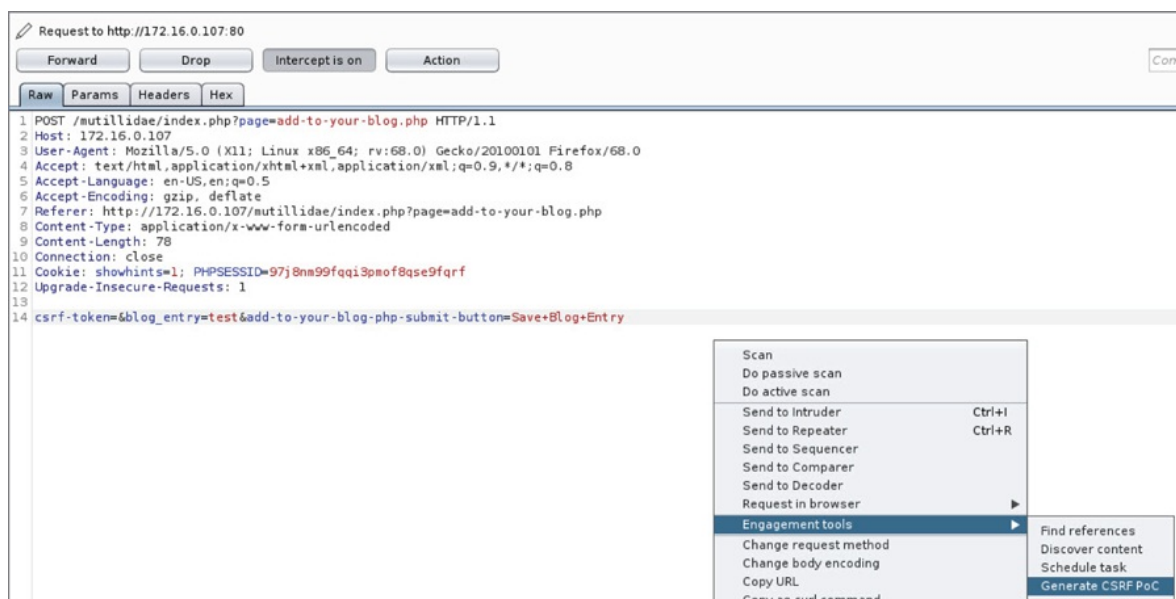 Request to http://172.16.0.107:80
Forward Drop Intercept is on Action
Raw Params Headers Hex
1 POST /mutillidae/index.php?page=add-to-your-blog.php HTTP/1.1
2 Host: 172.16.0.107
3 User-Agent: Mozilla/5.0 (X11; Linux x86_64; rv:68.0) Gecko/20100101 Firefox/68.0
4 Accept: text/html,application/xhtml+xml,application/xml;q=0.9,*/*;q=0.8
5 Accept-Language: en-US,en;q=0.5
6 Accept-Encoding: gzip, deflate
7 Referer: http://172.16.0.107/mutillidae/index.php?page=add-to-your-blog.php
8 Content-Type: application/x-www-form-urlencoded
9 Content-Length: 78
10 Connection: close
11 Cookie: showhints=1; PHPSESSID=97j8nm99fqqi3pmof8qse9fqrf
12 Upgrade-Insecure-Requests: 1
13
14 csrf-token=&blog_entry=test&add-to-your-blog-php-submit-button=Save+Blog+Entry
Scan
Do passive scan
Do active scan
Send to Intruder Ctrl+I
Send to Repeater Ctrl+R
Send to Sequencer
Send to Comparer
Send to Decoder
Request in browser
Engagement tools
Change request method
Change body encoding
Copy URL
Copy as curl command
Find references
Discover content
Schedule task
Generate CSRF PoC